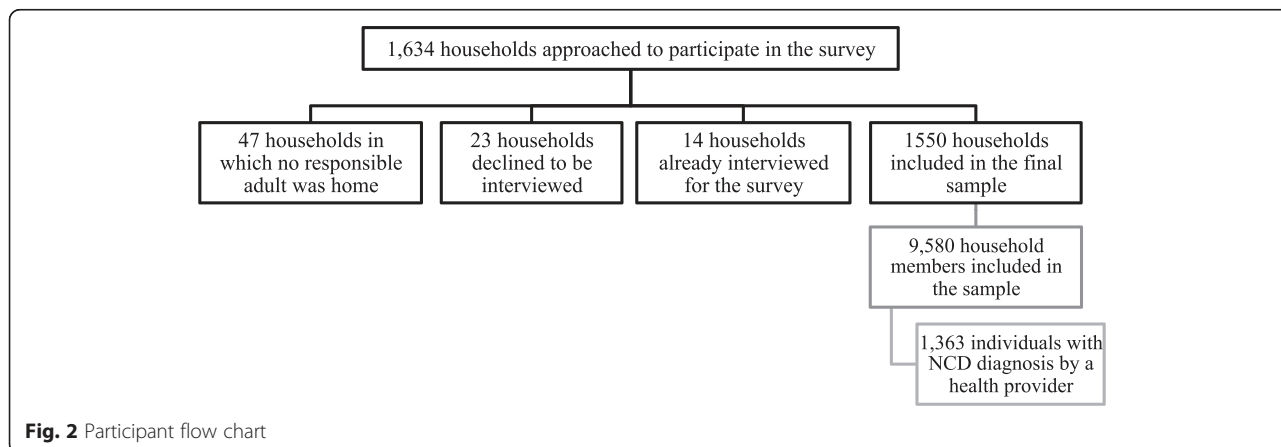 1,634 households approached to participate in the survey
47 households in
which no responsible
adult was home
23 households
declined to be
interviewed
14 households
already interviewed
for the survey
1550 households
included in the final
sample
9,580 household
members included in
the sample
1,363 individuals with
NCD diagnosis by a
health provider
Fig. 2 Participant flow chart